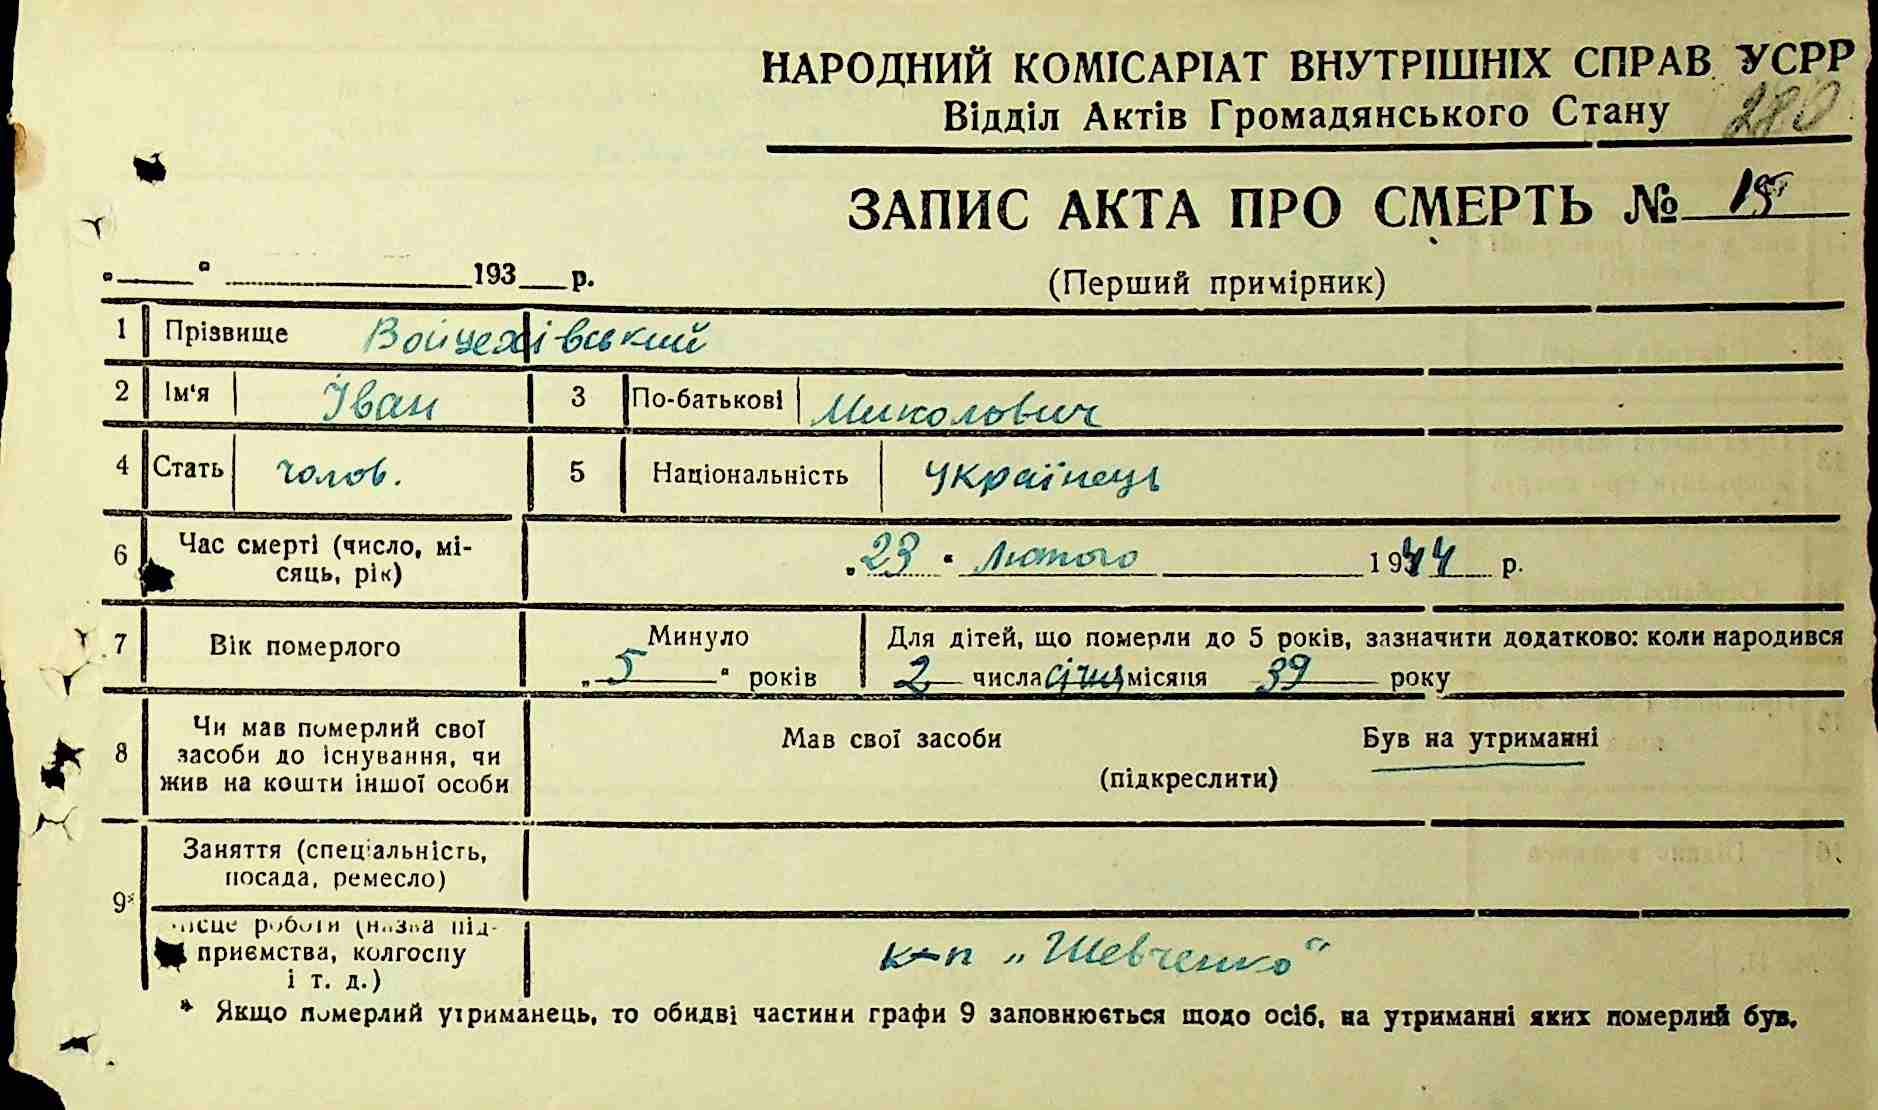 НАРОДНИЙ КОМІСАРІАТ ВНУТРІШНІХ СПРАВ УСРР
Відділ Актів Громадянського Стану 280
ЗАПИС АКТА ПРО СМЕРТЬ № 15
„ “ 193 р.
(Перший примірник)
1 Прізвище Войцехівський
2 Ім'я Іван 3 По-батькові Миколович
4 Стать чолов. 5 Національність Українець
6 Час смерті (число, мі-
сяць, рік) „23“ Лютого 1944 р.
7 Вік померлого Минуло „5“ років
Для дітей, що померли до 5 років, зазначити додатково: коли народився
2 числа січня місяця 39 року
8 Чи мав померлий свої
засоби до існування, чи
жив на кошти іншої особи
Мав свої засоби Був на утриманні
(підкреслити)
9* Заняття (спеціальність,
посада, ремесло)
Місце роботи (назва під-
приємства, колгоспу
і т. д.) к-п „Шевченко“
* Якщо померлий утриманець, то обидві частини графи 9 заповнюється щодо осіб, на утриманні яких померлий був.